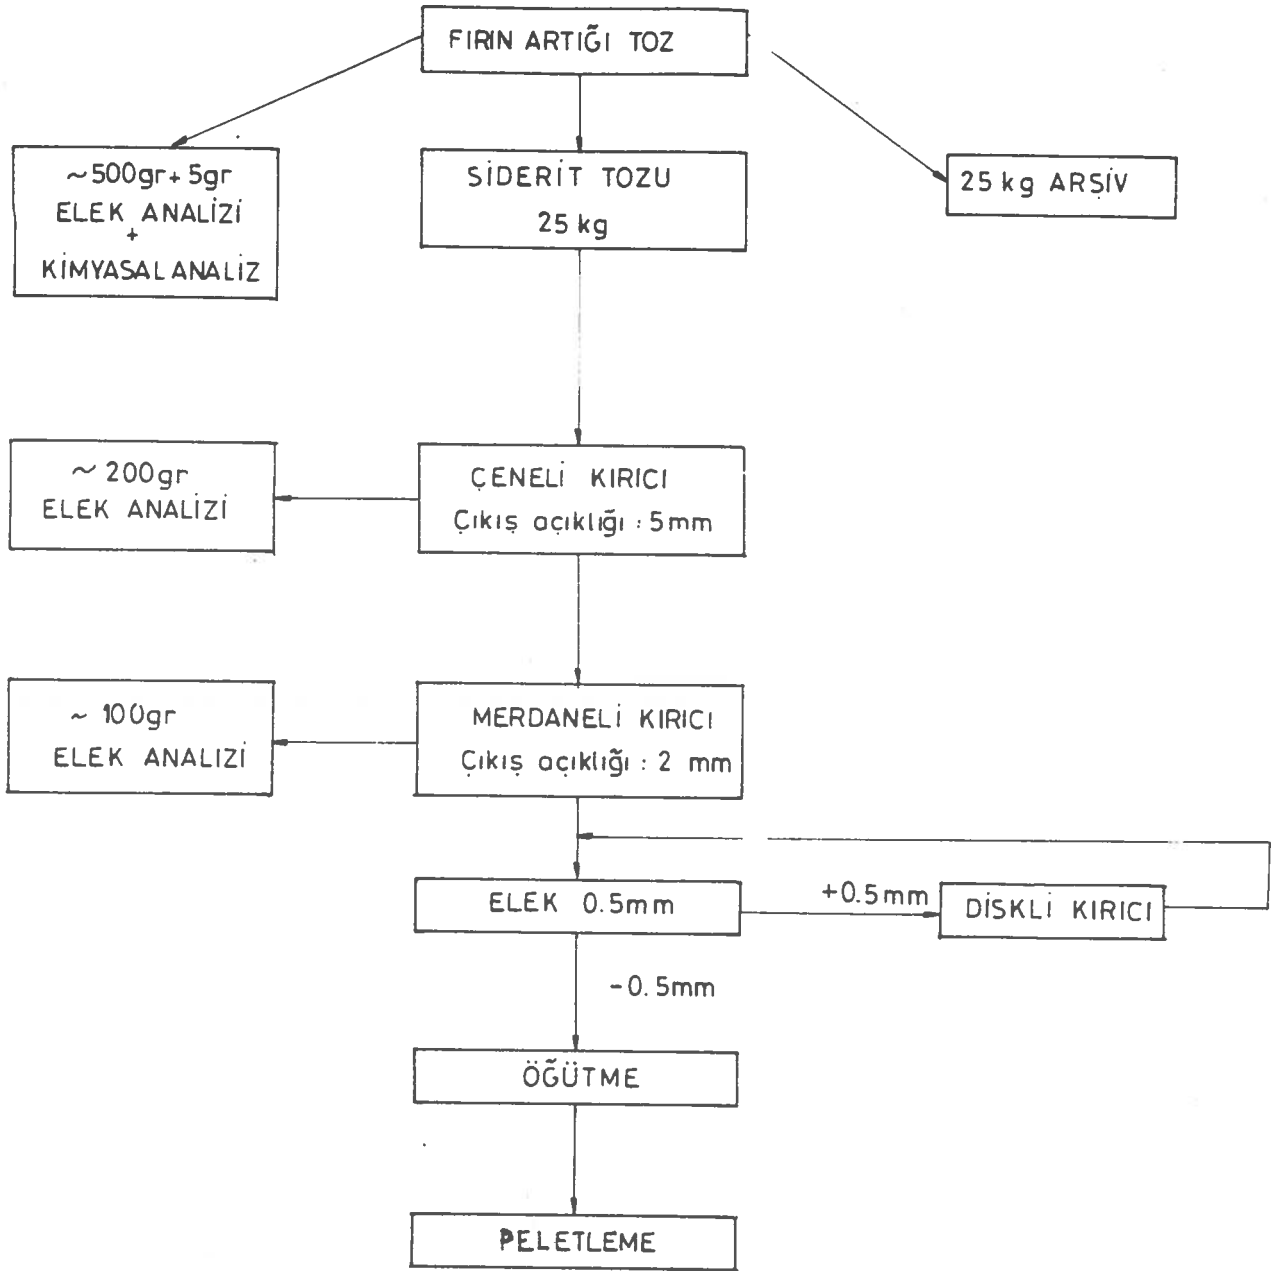 FIRIN ARTIĞI TOZ
~500gr+5gr
ELEK ANALİZİ
+
KİMYASAL ANALİZ
SİDERİT TOZU
25 kg
25 kg ARŞİV
~ 200gr
ELEK ANALİZİ
ÇENELİ KIRICI
Çıkış açıklığı : 5mm
~ 100gr
ELEK ANALIZİ
MERDANELİ KIRICI
Çıkış açıklığı : 2 mm
ELEK 0.5mm
+0.5mm
DİSKLİ KIRICI
-0.5mm
ÖĞÜTME
PELETLEME